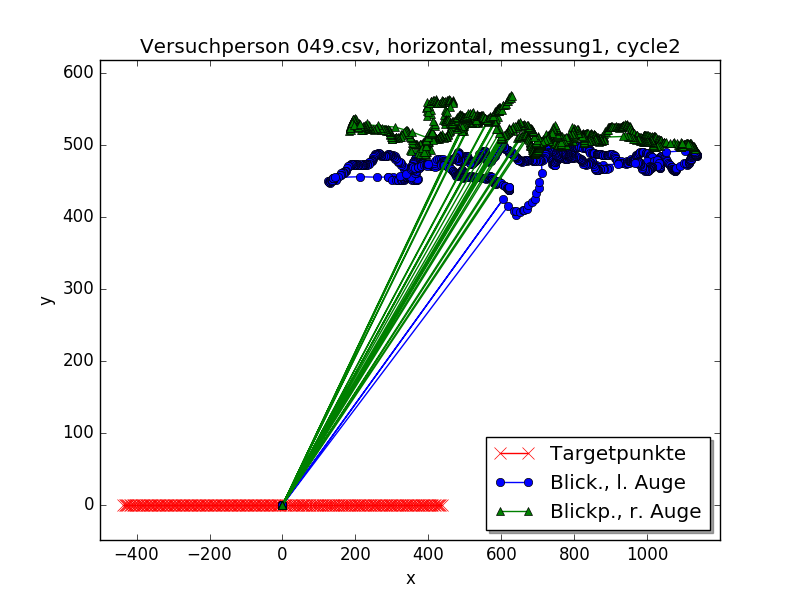 Versuchperson 049.csv, horizontal, messung1, cycle2
600
500
400
300
200
100
0
y
−400
−200
0
200
400
600
800
1000
x
Targetpunkte
Blick., l. Auge
Blickp., r. Auge